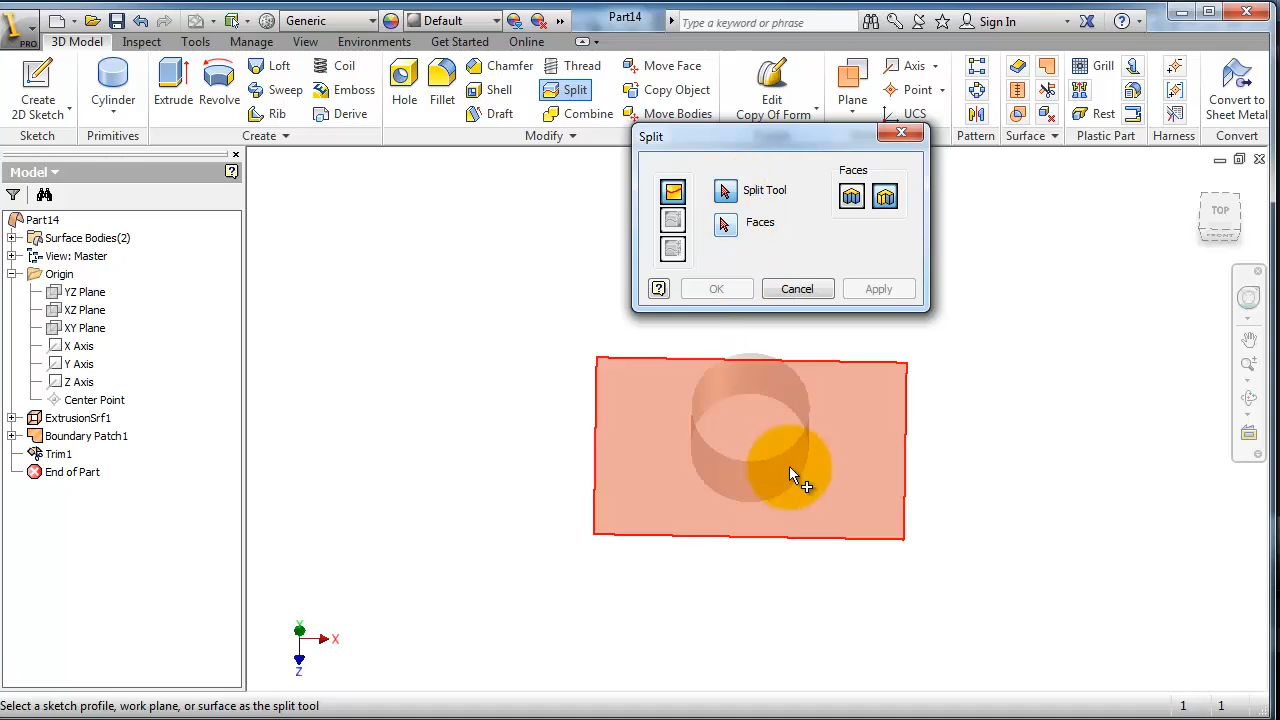 Generic Default Part14 Type a keyword or phrase Sign In
PRO 3D Model Inspect Tools Manage View Environments Get Started Online
Create
2D Sketch
Sketch
Cylinder
Primitives
Extrude
Revolve
Loft
Sweep
Rib
Coil
Emboss
Derive
Create
Hole
Fillet
Chamfer
Shell
Draft
Thread
Split
Combine
Move Face
Copy Object
Move Bodies
Modify
Edit
Copy Of Form
Plane
Axis
Point
UCS
Pattern
Surface
Grill
Rest
Plastic Part
Harness
Convert to
Sheet Metal
Convert
Model
Part14
Surface Bodies(2)
View: Master
Origin
YZ Plane
XZ Plane
XY Plane
X Axis
Y Axis
Z Axis
Center Point
ExtrusionSrf1
Boundary Patch1
Trim1
End of Part
Split
Split Tool
Faces
Faces
OK Cancel Apply
TOP
FRONT
Y
X
Z
Select a sketch profile, work plane, or surface as the split tool 1 1